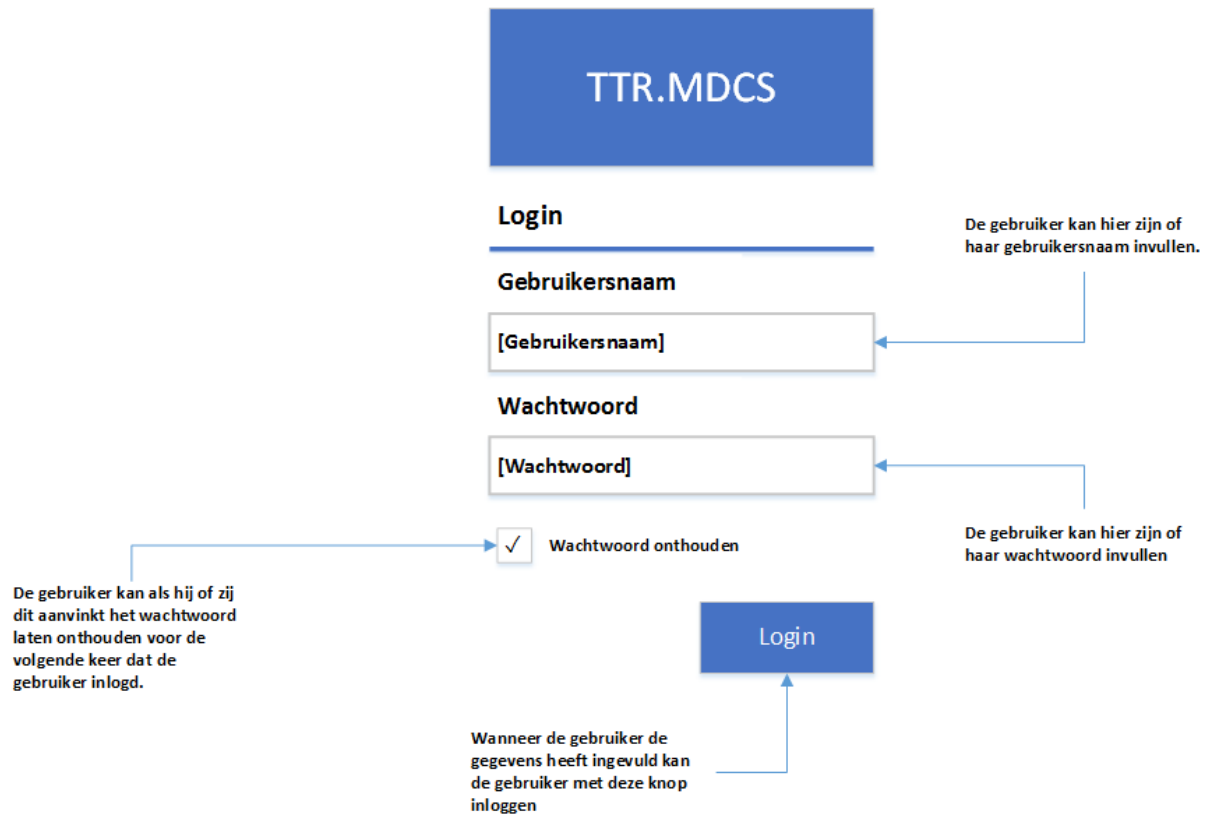 TTR.MDCS
Login
De gebruiker kan hier zijn of
haar gebruikersnaam invullen.
Gebruikersnaam
[Gebruikersnaam]
Wachtwoord
[Wachtwoord]
De gebruiker kan hier zijn of
haar wachtwoord invullen
✓ Wachtwoord onthouden
De gebruiker kan als hij of zij
dit aanvinkt het wachtwoord
laten onthouden voor de
volgende keer dat de
gebruiker inlogd.
Login
Wanneer de gebruiker de
gegevens heeft ingevuld kan
de gebruiker met deze knop
inloggen